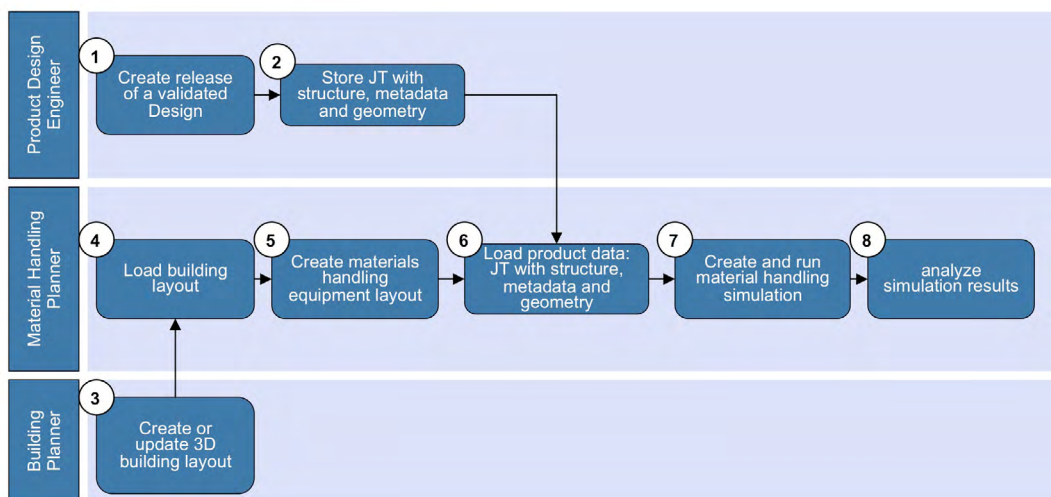 Product Design
Engineer
1
Create release
of a validated
Design
2
Store JT with
structure, metadata
and geometry
Material Handling
Planner
4
Load building
layout
5
Create materials
handling
equipment layout
6
Load product data:
JT with structure,
metadata and
geometry
7
Create and run
material handling
simulation
8
analyze
simulation results
Building
Planner
3
Create or
update 3D
building layout